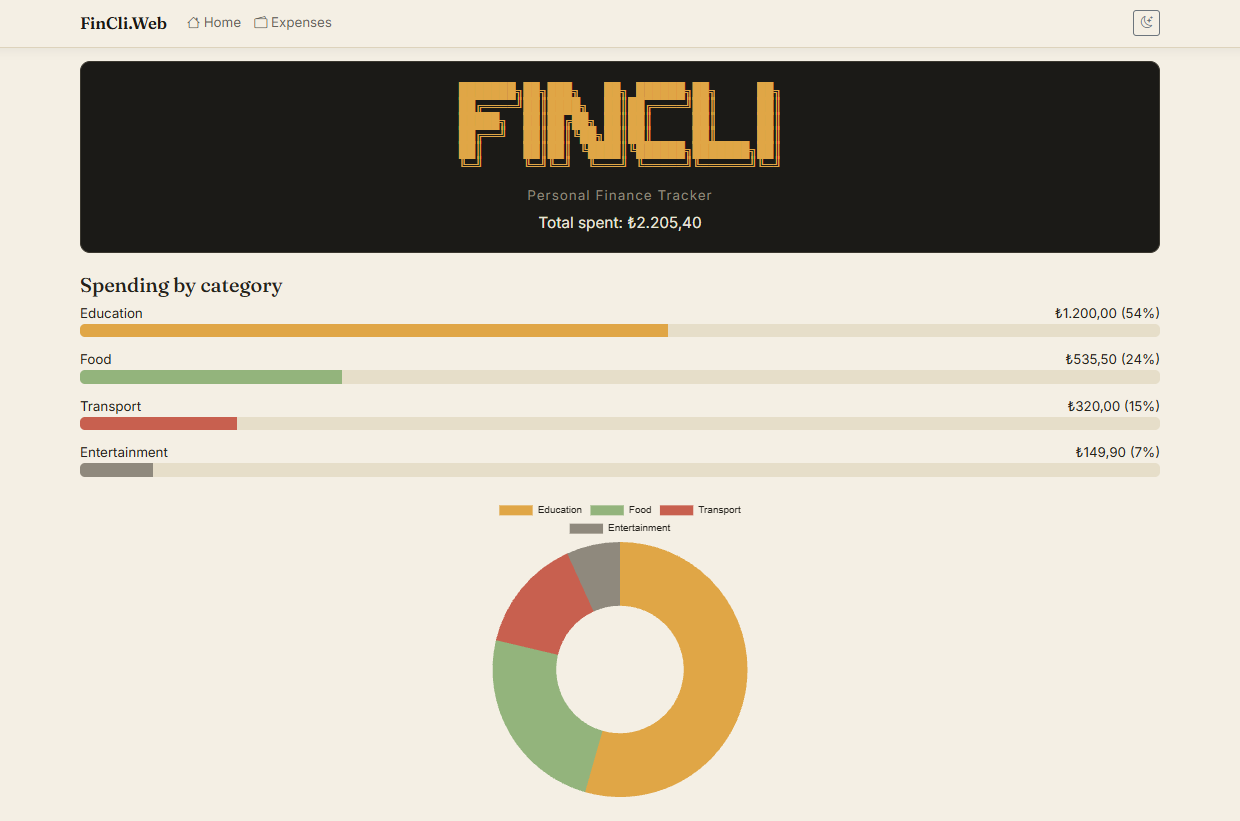 FinCli.Web Home Expenses
FINCLI
Personal Finance Tracker
Total spent: ₺2.205,40
Spending by category
Education ₺1.200,00 (54%)
Food ₺535,50 (24%)
Transport ₺320,00 (15%)
Entertainment ₺149,90 (7%)
Education Food Transport
Entertainment